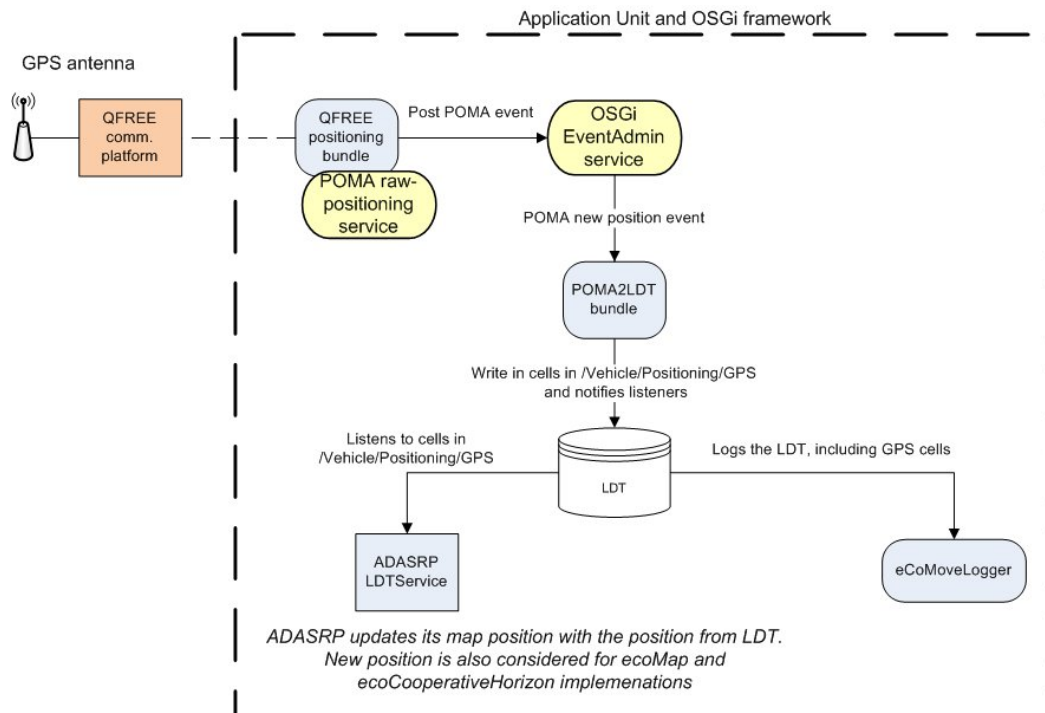 Application Unit and OSGi framework
GPS antenna
QFREE
comm.
platform
QFREE
positioning
bundle
POMA raw-
positioning
service
Post POMA event
OSGi
EventAdmin
service
POMA new position event
POMA2LDT
bundle
Write in cells in /Vehicle/Positioning/GPS
and notifies listeners
Listens to cells in
/Vehicle/Positioning/GPS
LDT
Logs the LDT, including GPS cells
ADASRP
LDTService
eCoMoveLogger
ADASRP updates its map position with the position from LDT.
New position is also considered for ecoMap and
ecoCooperativeHorizon implemenations